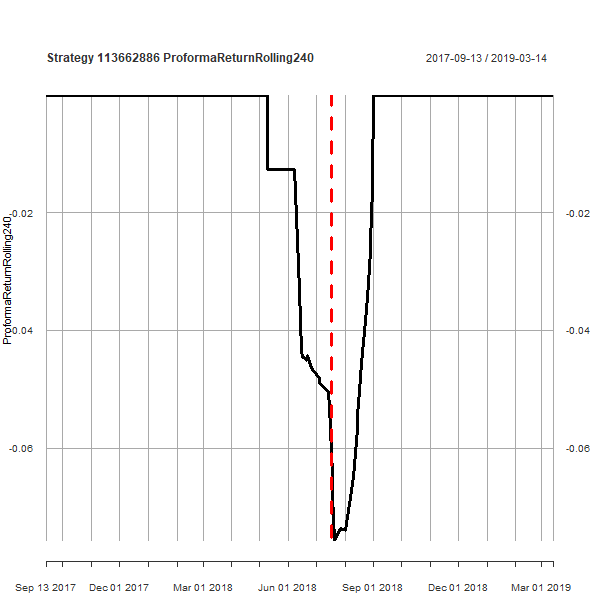 Strategy 113662886 ProformaReturnRolling240
2017-09-13 / 2019-03-14
ProformaReturnRolling240
-0.02
-0.04
-0.06
-0.02
-0.04
-0.06
Sep 13 2017 Dec 01 2017 Mar 01 2018 Jun 01 2018 Sep 01 2018 Dec 01 2018 Mar 01 2019